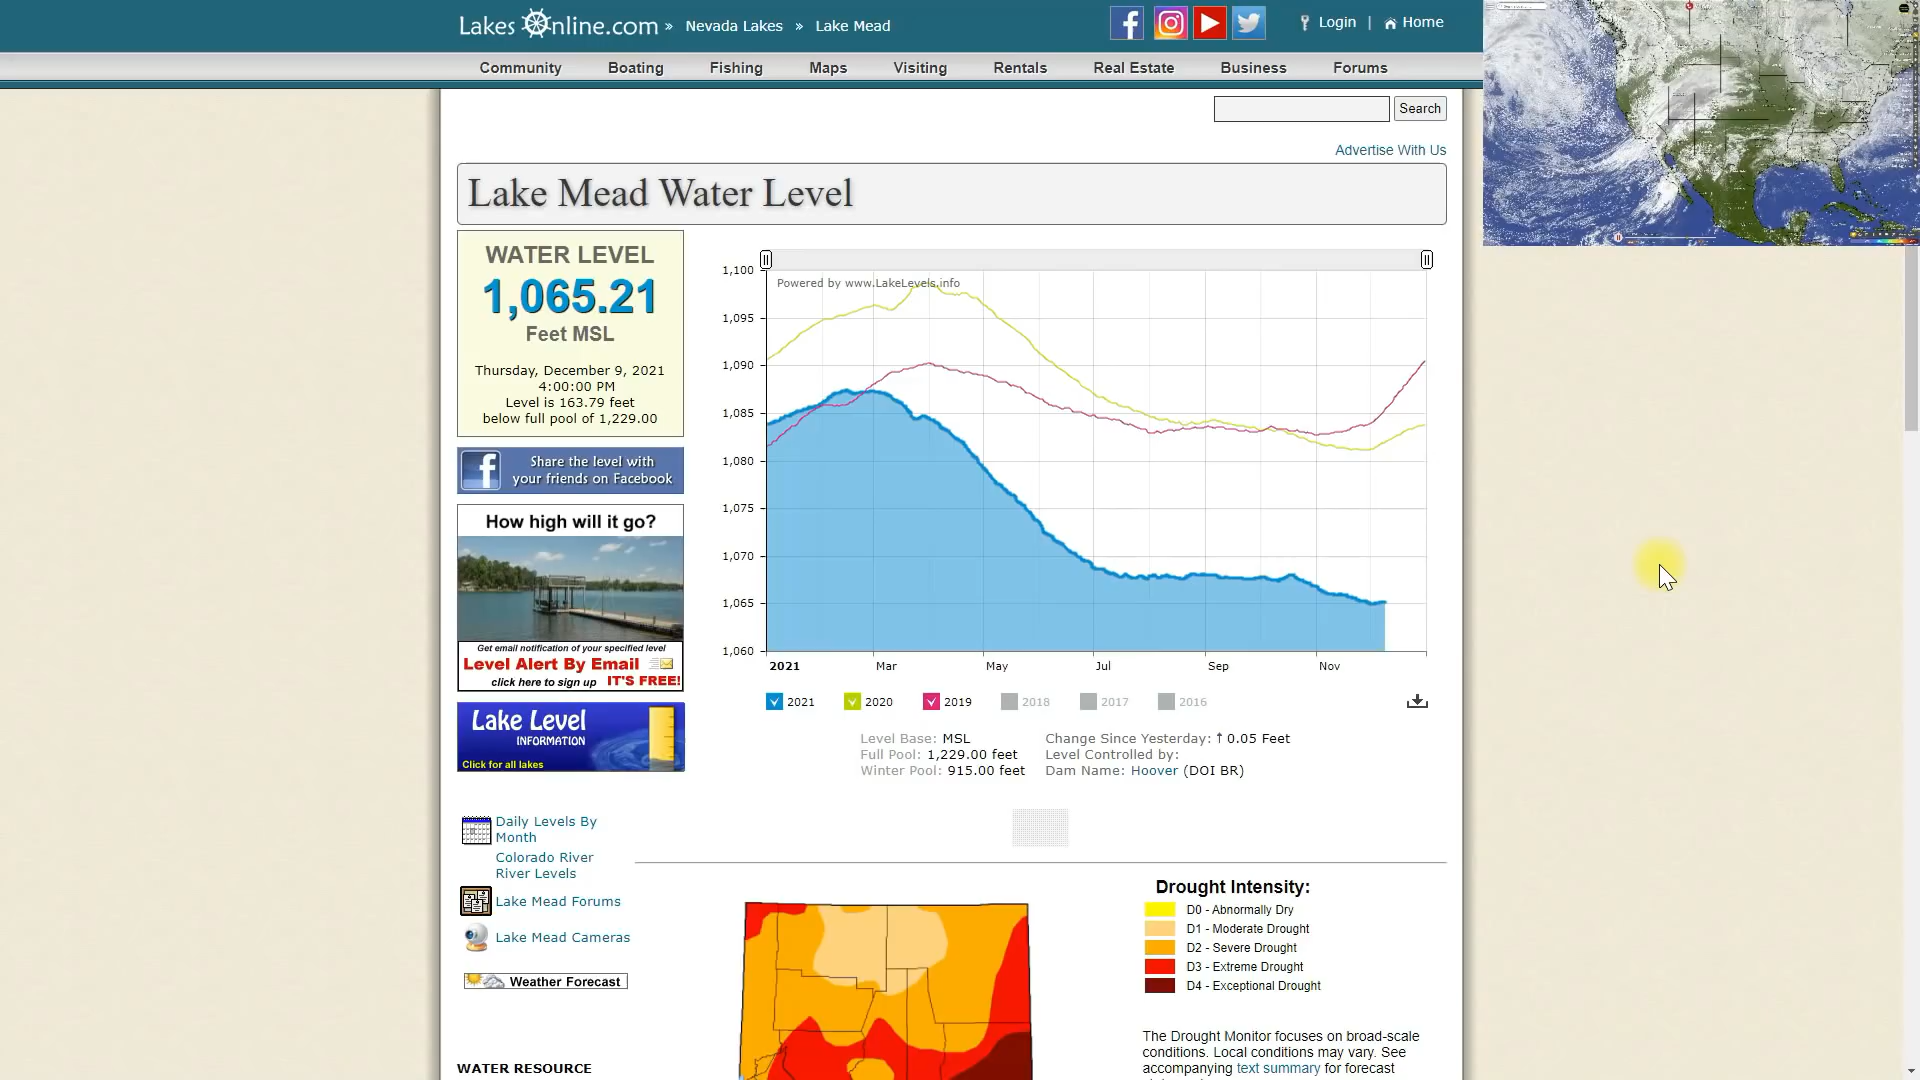 Lakes Online.com » Nevada Lakes » Lake Mead
Login | Home
Community Boating Fishing Maps Visiting Rentals Real Estate Business Forums
Search
Advertise With Us
Lake Mead Water Level
WATER LEVEL
1,065.21
Feet MSL
Thursday, December 9, 2021
4:00:00 PM
Level is 163.79 feet
below full pool of 1,229.00
Share the level with
your friends on Facebook
How high will it go?
Get email notification of your specified level
Level Alert By Email
click here to sign up IT'S FREE!
Lake Level
INFORMATION
Click for all lakes
Daily Levels By
Month
Colorado River
River Levels
Lake Mead Forums
Lake Mead Cameras
Weather Forecast
WATER RESOURCE
Powered by www.LakeLevels.info
1,100
1,095
1,090
1,085
1,080
1,075
1,070
1,065
1,060
2021 Mar May Jul Sep Nov
2021 2020 2019 2018 2017 2016
Level Base: MSL
Full Pool: 1,229.00 feet
Winter Pool: 915.00 feet
Change Since Yesterday: ↑ 0.05 Feet
Level Controlled by:
Dam Name: Hoover (DOI BR)
Drought Intensity:
D0 - Abnormally Dry
D1 - Moderate Drought
D2 - Severe Drought
D3 - Extreme Drought
D4 - Exceptional Drought
The Drought Monitor focuses on broad-scale
conditions. Local conditions may vary. See
accompanying text summary for forecast